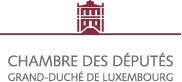 CHAMBRE DES DÉPUTÉS
GRAND-DUCHÉ DE LUXEMBOURG